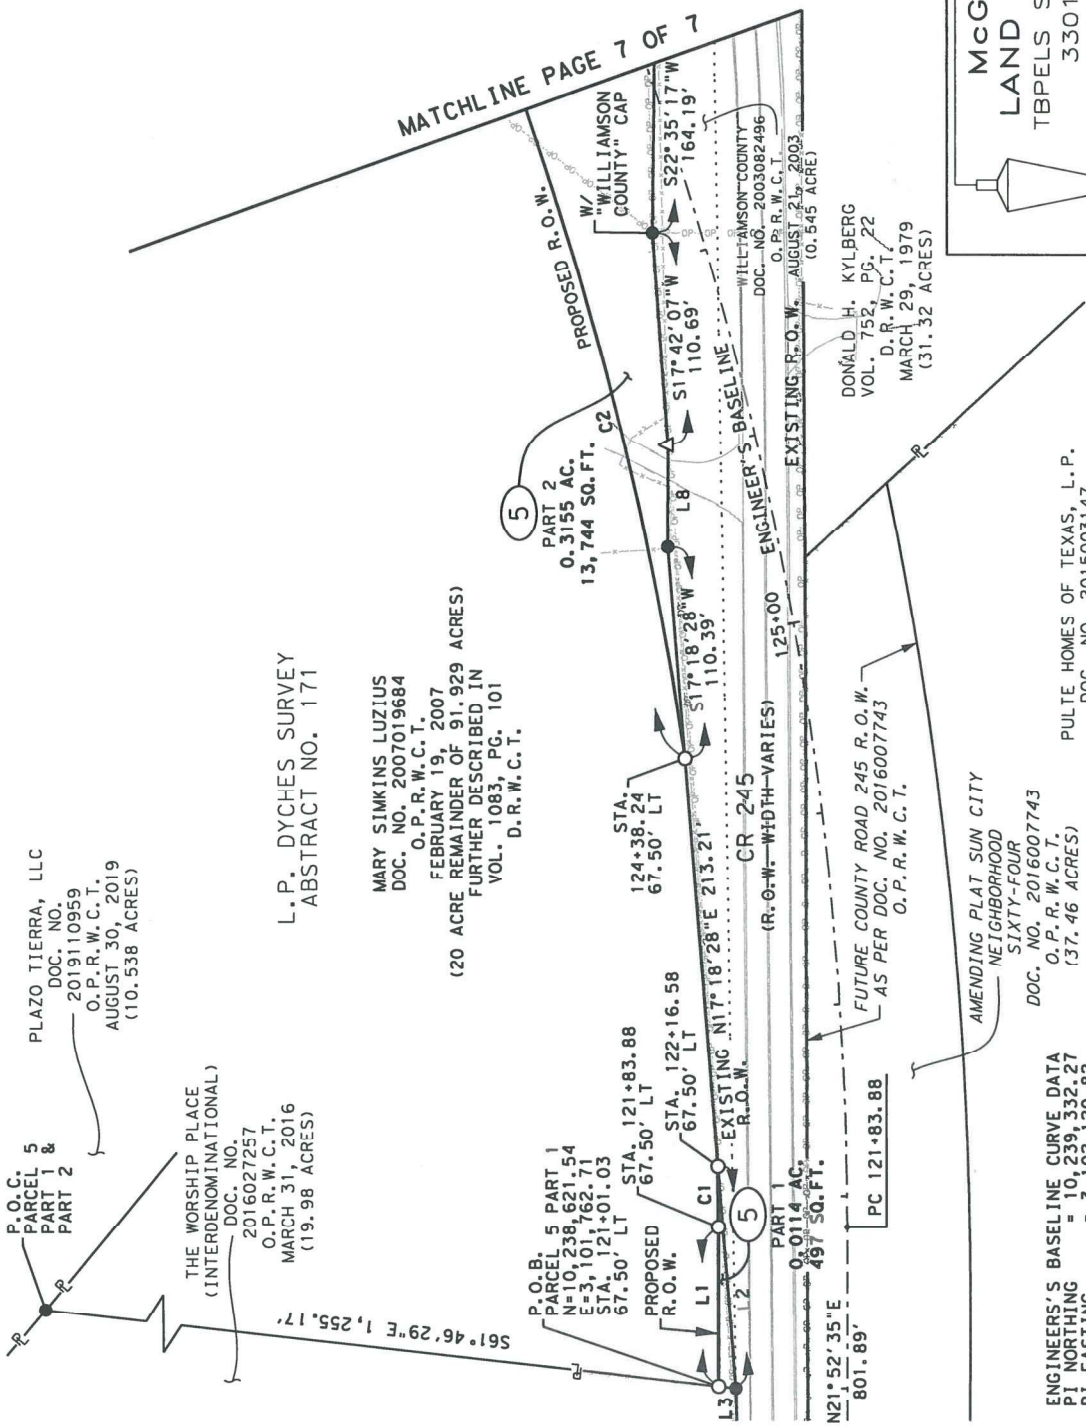 P.O.C.
PARCEL 5
PART 1 &
PART 2
PLAZO TIERRA, LLC
DOC. NO.
2019110959
O.P.R.W.C.T.
AUGUST 30, 2019
(10.538 ACRES)
THE WORSHIP PLACE
(INTERDENOMINATIONAL)
DOC. NO.
2016027257
O.P.R.W.C.T.
MARCH 31, 2016
(19.98 ACRES)
S61°46'29"E 1,255.17'
L.P. DYCHES SURVEY
ABSTRACT NO. 171
MARY SIMKINS LUZIUS
DOC. NO. 2007019684
O.P.R.W.C.T.
FEBRUARY 19, 2007
(20 ACRE REMAINDER OF 91.929 ACRES)
FURTHER DESCRIBED IN
VOL. 1083, PG. 101
D.R.W.C.T.
MATCHLINE PAGE 7 OF 7
PROPOSED R.O.W.
W/
"WILLIAMSON
COUNTY" CAP
S22°35'17"W
164.19'
S17°42'07"W
110.69'
C2
5
PART 2
0.3155 AC.
13,744 SQ.FT.
L8
S17°18'28"W
110.39'
STA.
124+38.24
67.50' LT
EXISTING N17°18'28"E 213.21'
R.O.W.
STA. 122+16.58
67.50' LT
STA. 121+83.88
67.50' LT
P.O.B.
PARCEL 5 PART 1
N=10,238,621.54
E=3,101,762.71
STA. 121+01.03
67.50' LT
PROPOSED
R.O.W.
L1
C1
L2
L3
5
PART 1
0.0114 AC.
497 SQ.FT.
CR 245
(R.O.W. WIDTH VARIES)
125+00
ENGINEER'S BASELINE
EXISTING R.O.W.
WILLIAMSON COUNTY
DOC. NO. 2003082496
O.P.R.W.C.T.
AUGUST 21, 2003
(0.545 ACRE)
DONALD H. KYLBERG
VOL. 752, PG. 22
D.R.W.C.T.
MARCH 29, 1979
(31.32 ACRES)
N21°52'35"E
801.89'
PC 121+83.88
FUTURE COUNTY ROAD 245 R.O.W.
AS PER DOC. NO. 2016007743
O.P.R.W.C.T.
AMENDING PLAT SUN CITY
NEIGHBORHOOD
SIXTY-FOUR
DOC. NO. 2016007743
O.P.R.W.C.T.
(37.46 ACRES)
PULTE HOMES OF TEXAS, L.P.
DOC. NO. 2015003147
ENGINEERS'S BASELINE CURVE DATA
PI NORTHING = 10,239,332.27
PI EASTING
McG
LAND
TBPELS S
3301